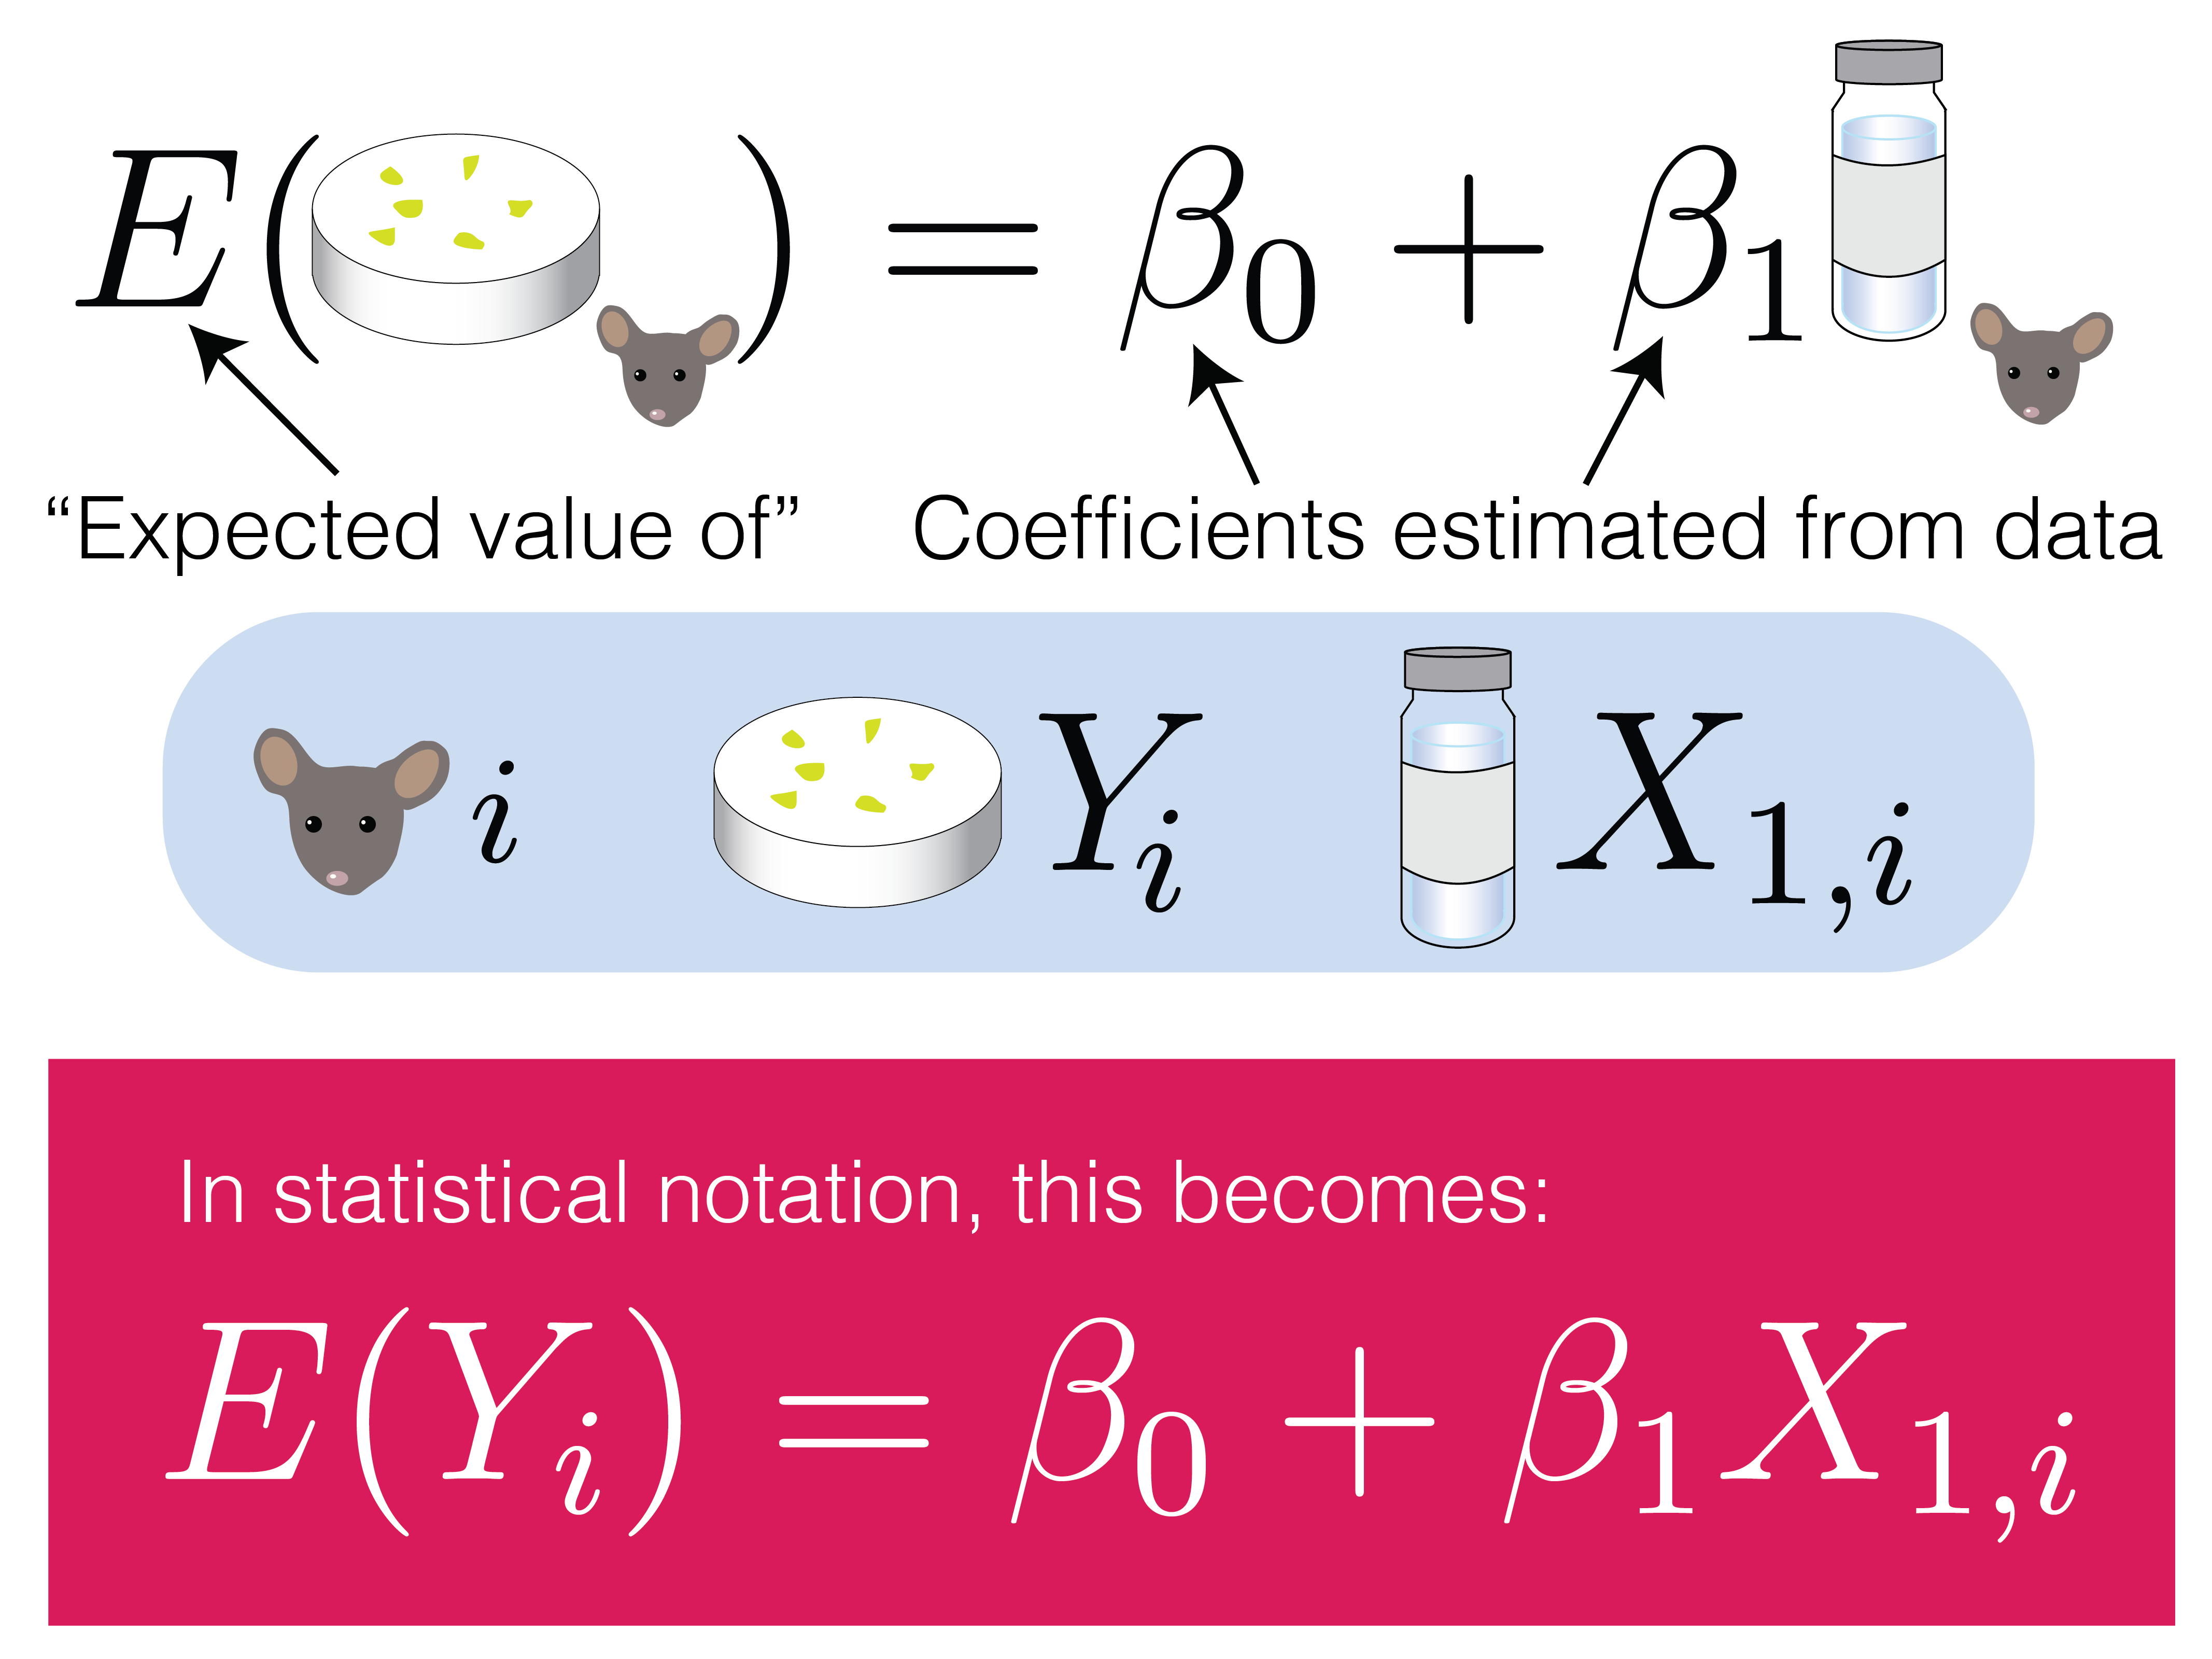 E( ) = β0 + β1
“Expected value of” Coefficients estimated from data
i Yi X1,i
In statistical notation, this becomes:
E(Yi) = β0 + β1X1,i